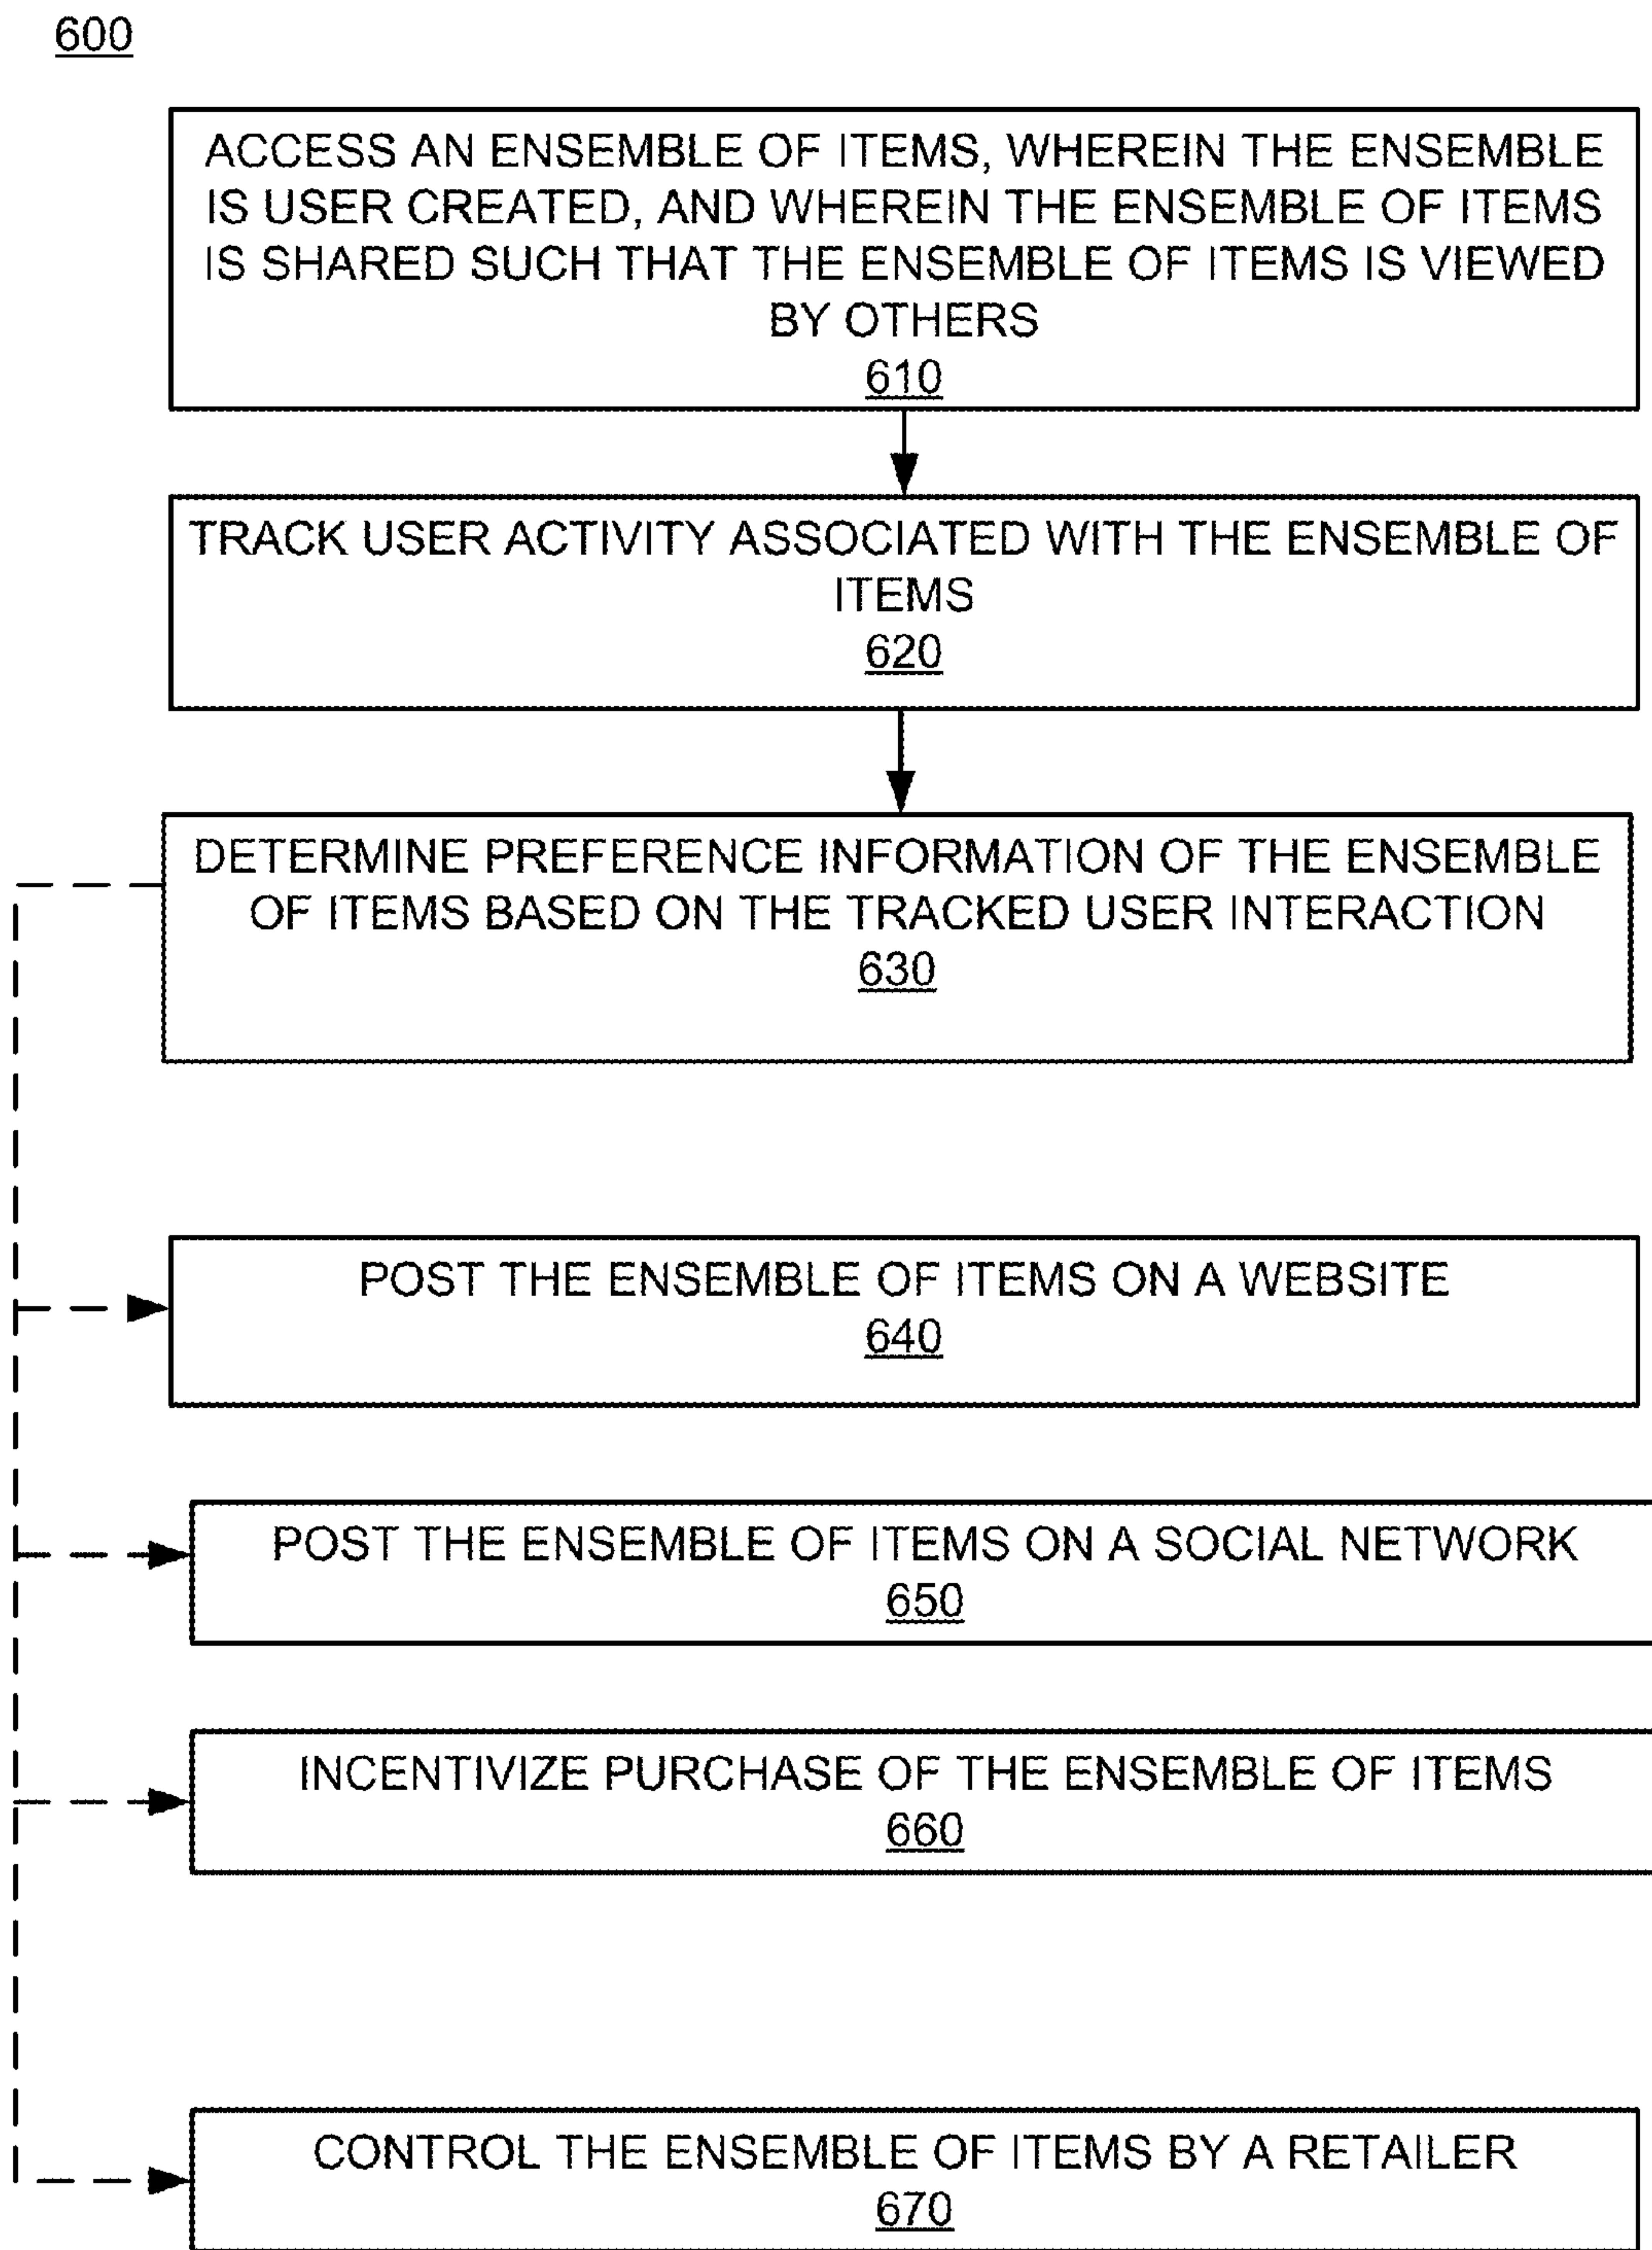 600
ACCESS AN ENSEMBLE OF ITEMS, WHEREIN THE ENSEMBLE
IS USER CREATED, AND WHEREIN THE ENSEMBLE OF ITEMS
IS SHARED SUCH THAT THE ENSEMBLE OF ITEMS IS VIEWED
BY OTHERS
610
TRACK USER ACTIVITY ASSOCIATED WITH THE ENSEMBLE OF
ITEMS
620
DETERMINE PREFERENCE INFORMATION OF THE ENSEMBLE
OF ITEMS BASED ON THE TRACKED USER INTERACTION
630
POST THE ENSEMBLE OF ITEMS ON A WEBSITE
640
POST THE ENSEMBLE OF ITEMS ON A SOCIAL NETWORK
650
INCENTIVIZE PURCHASE OF THE ENSEMBLE OF ITEMS
660
CONTROL THE ENSEMBLE OF ITEMS BY A RETAILER
670